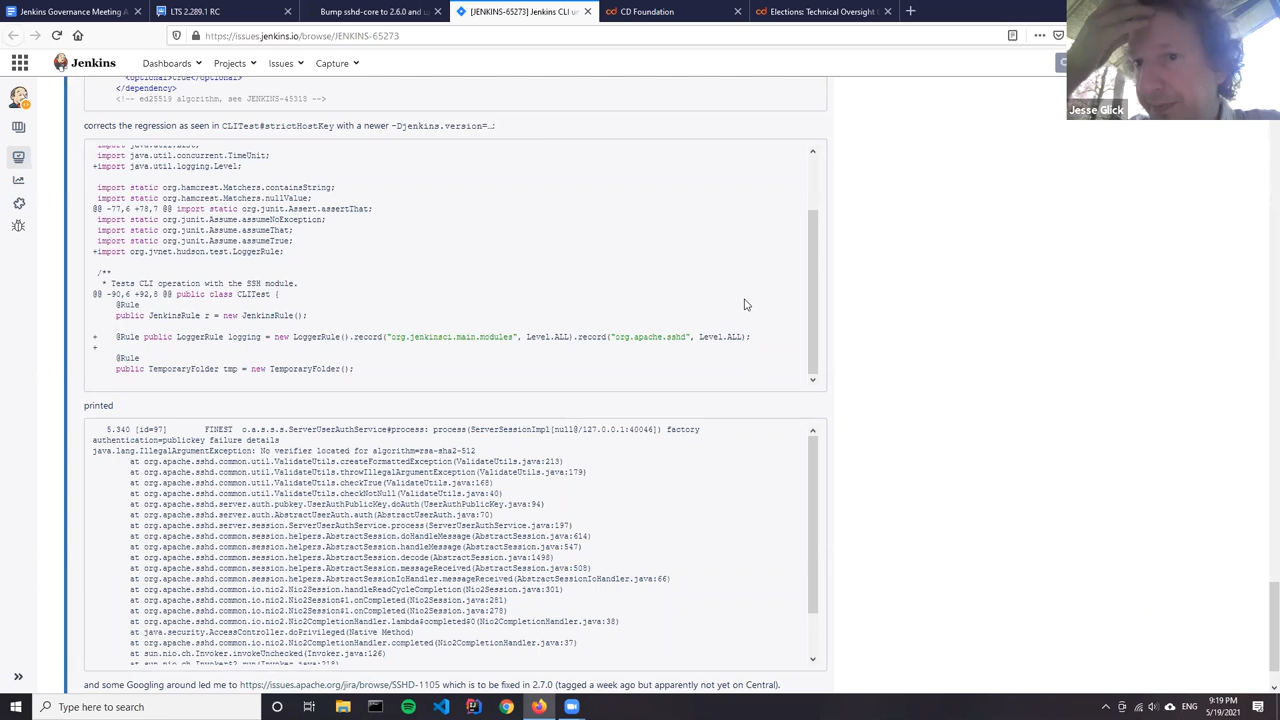 Jenkins Governance A
LTS 2.289.1 RC
Bump sshd-core to 2.6.0 and u
[JENKINS-65273] Jenkins CLI u
CD Foundation
Elections: Technical Oversight C
https://issues.jenkins.io/browse/JENKINS-65273
Jenkins
Dashboards
Projects
Issues
Capture
Jesse Glick
<optional>true</optional>
</dependency>
<!-- ed25519 algorithm, see JENKINS-45318 -->
corrects the regression as seen in CLITest#strictHostKey with a newer -Djenkins.version=…:
import java.util.List;
import java.util.concurrent.TimeUnit;
+import java.util.logging.Level;
import static org.hamcrest.Matchers.containsString;
import static org.hamcrest.Matchers.nullValue;
@@ -77,6 +78,7 @@ import static org.junit.Assert.assertThat;
import static org.junit.Assume.assumeNoException;
import static org.junit.Assume.assumeThat;
import static org.junit.Assume.assumeTrue;
+import org.jvnet.hudson.test.LoggerRule;
/**
* Tests CLI operation with the SSH module.
@@ -90,6 +92,8 @@ public class CLITest {
@Rule
public JenkinsRule r = new JenkinsRule();
+ @Rule public LoggerRule logging = new LoggerRule().record("org.jenkinsci.main.modules", Level.ALL).record("org.apache.sshd", Level.ALL);
+
@Rule
public TemporaryFolder tmp = new TemporaryFolder();
printed
5.340 [id=97] FINEST o.a.s.s.s.ServerUserAuthService#process: process(ServerSessionImpl[null@/127.0.0.1:40046]) factory
authentication=publickey failure details
java.lang.IllegalArgumentException: No verifier located for algorithm=rsa-sha2-512
at org.apache.sshd.common.util.ValidateUtils.createFormattedException(ValidateUtils.java:213)
at org.apache.sshd.common.util.ValidateUtils.throwIllegalArgumentException(ValidateUtils.java:179)
at org.apache.sshd.common.util.ValidateUtils.checkTrue(ValidateUtils.java:168)
at org.apache.sshd.common.util.ValidateUtils.checkNotNull(ValidateUtils.java:40)
at org.apache.sshd.server.auth.pubkey.UserAuthPublicKey.doAuth(UserAuthPublicKey.java:94)
at org.apache.sshd.server.auth.AbstractUserAuth.auth(AbstractUserAuth.java:70)
at org.apache.sshd.server.session.ServerUserAuthService.process(ServerUserAuthService.java:197)
at org.apache.sshd.common.session.helpers.AbstractSession.doHandleMessage(AbstractSession.java:614)
at org.apache.sshd.common.session.helpers.AbstractSession.handleMessage(AbstractSession.java:547)
at org.apache.sshd.common.session.helpers.AbstractSession.decode(AbstractSession.java:1498)
at org.apache.sshd.common.session.helpers.AbstractSession.messageReceived(AbstractSession.java:508)
at org.apache.sshd.common.session.helpers.AbstractSessionIoHandler.messageReceived(AbstractSessionIoHandler.java:66)
at org.apache.sshd.common.io.nio2.Nio2Session.handleReadCycleCompletion(Nio2Session.java:301)
at org.apache.sshd.common.io.nio2.Nio2Session$1.onCompleted(Nio2Session.java:281)
at org.apache.sshd.common.io.nio2.Nio2Session$1.onCompleted(Nio2Session.java:278)
at org.apache.sshd.common.io.nio2.Nio2CompletionHandler.lambda$completed$0(Nio2CompletionHandler.java:38)
at java.security.AccessController.doPrivileged(Native Method)
at org.apache.sshd.common.io.nio2.Nio2CompletionHandler.completed(Nio2CompletionHandler.java:37)
at sun.nio.ch.Invoker.invokeUnchecked(Invoker.java:126)
at sun.nio.ch.Invoker$2.run(Invoker.java:218)
and some Googling around led me to https://issues.apache.org/jira/browse/SSHD-1105 which is to be fixed in 2.7.0 (tagged a week ago but apparently not yet on Central).
Type here to search
ENG
9:19 PM
5/19/2021